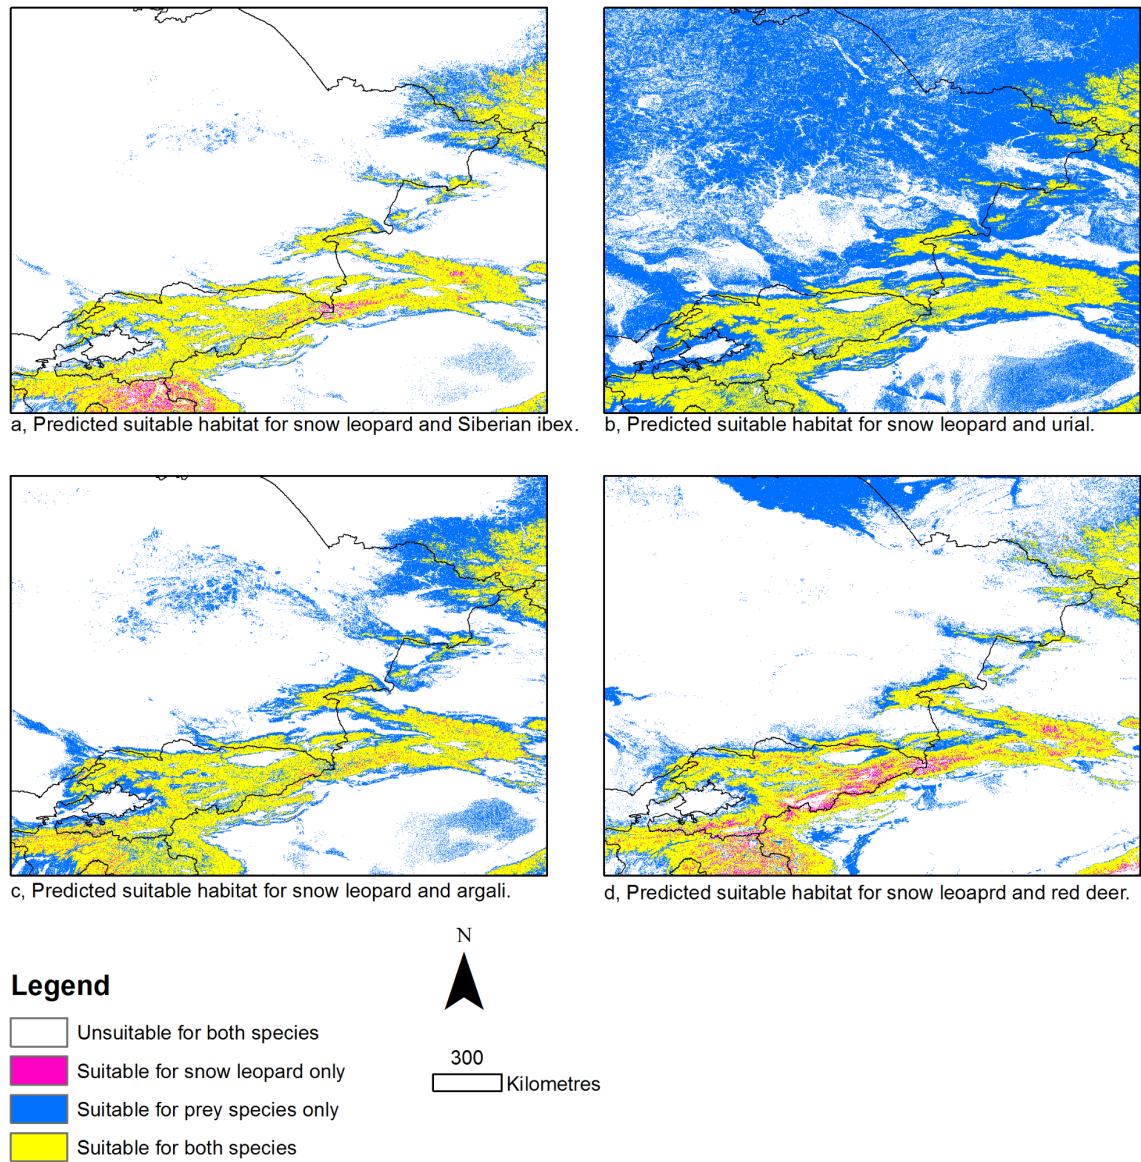 a, Predicted suitable habitat for snow leopard and Siberian ibex.
b, Predicted suitable habitat for snow leopard and urial.
c, Predicted suitable habitat for snow leopard and argali.
d, Predicted suitable habitat for snow leoaprd and red deer.
N
Legend
Unsuitable for both species
Suitable for snow leopard only
Suitable for prey species only
Suitable for both species
300
Kilometres